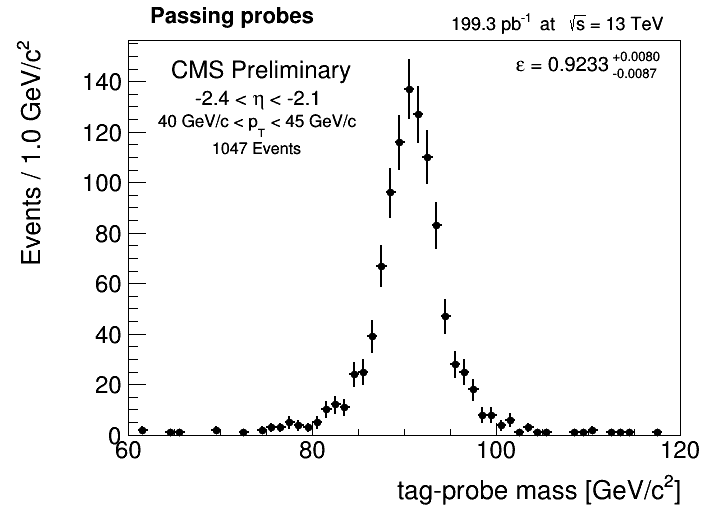 Passing probes
199.3 pb⁻¹ at √s = 13 TeV
CMS Preliminary
-2.4 < η < -2.1
40 GeV/c < p_T < 45 GeV/c
1047 Events
ε = 0.9233 +0.0080 -0.0087
Events / 1.0 GeV/c²
140
120
100
80
60
40
20
0
60 80 100 120
tag-probe mass [GeV/c²]